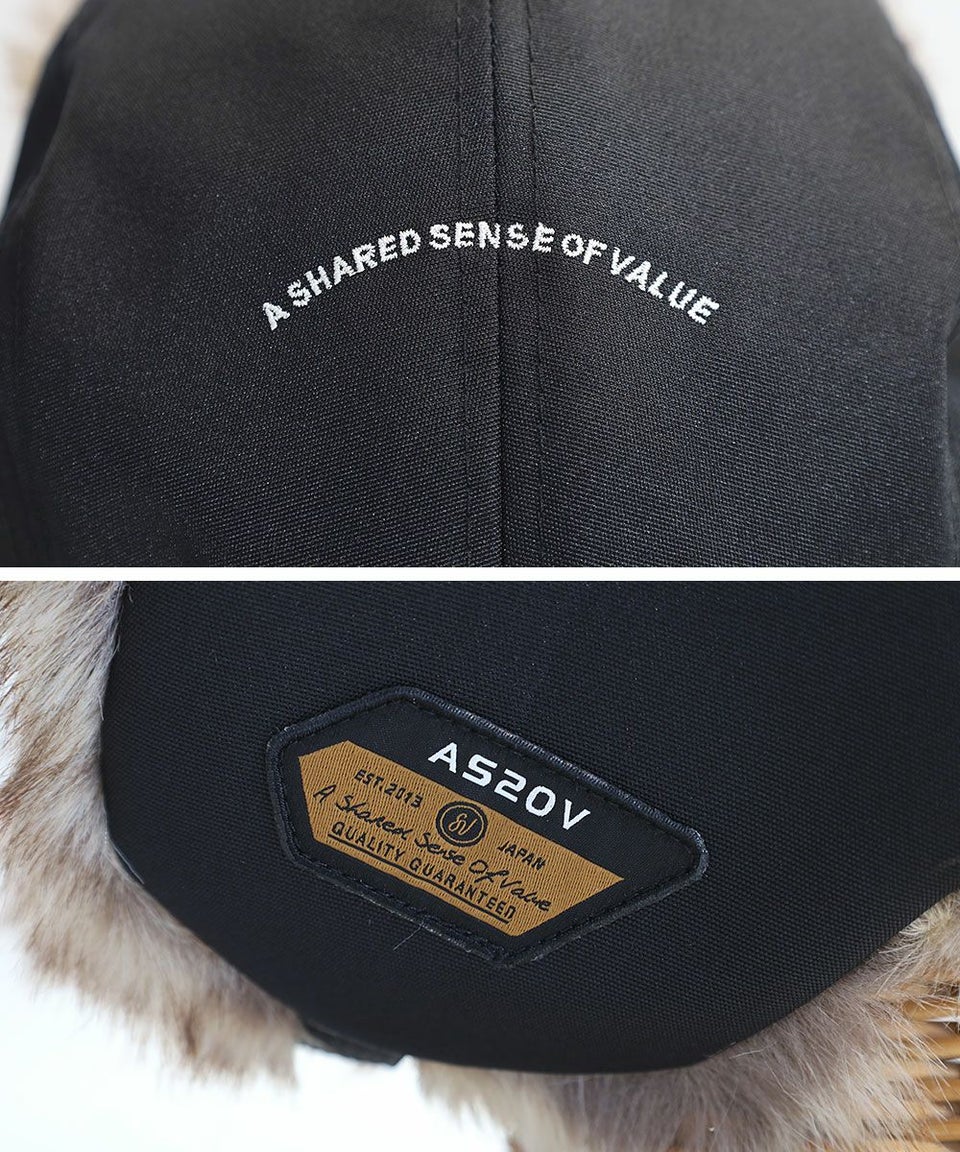 A SHARED SENSE OF VALUE
AS2OV
EST. 2013 JAPAN
A Shared Sense Of Value
QUALITY GUARANTEED